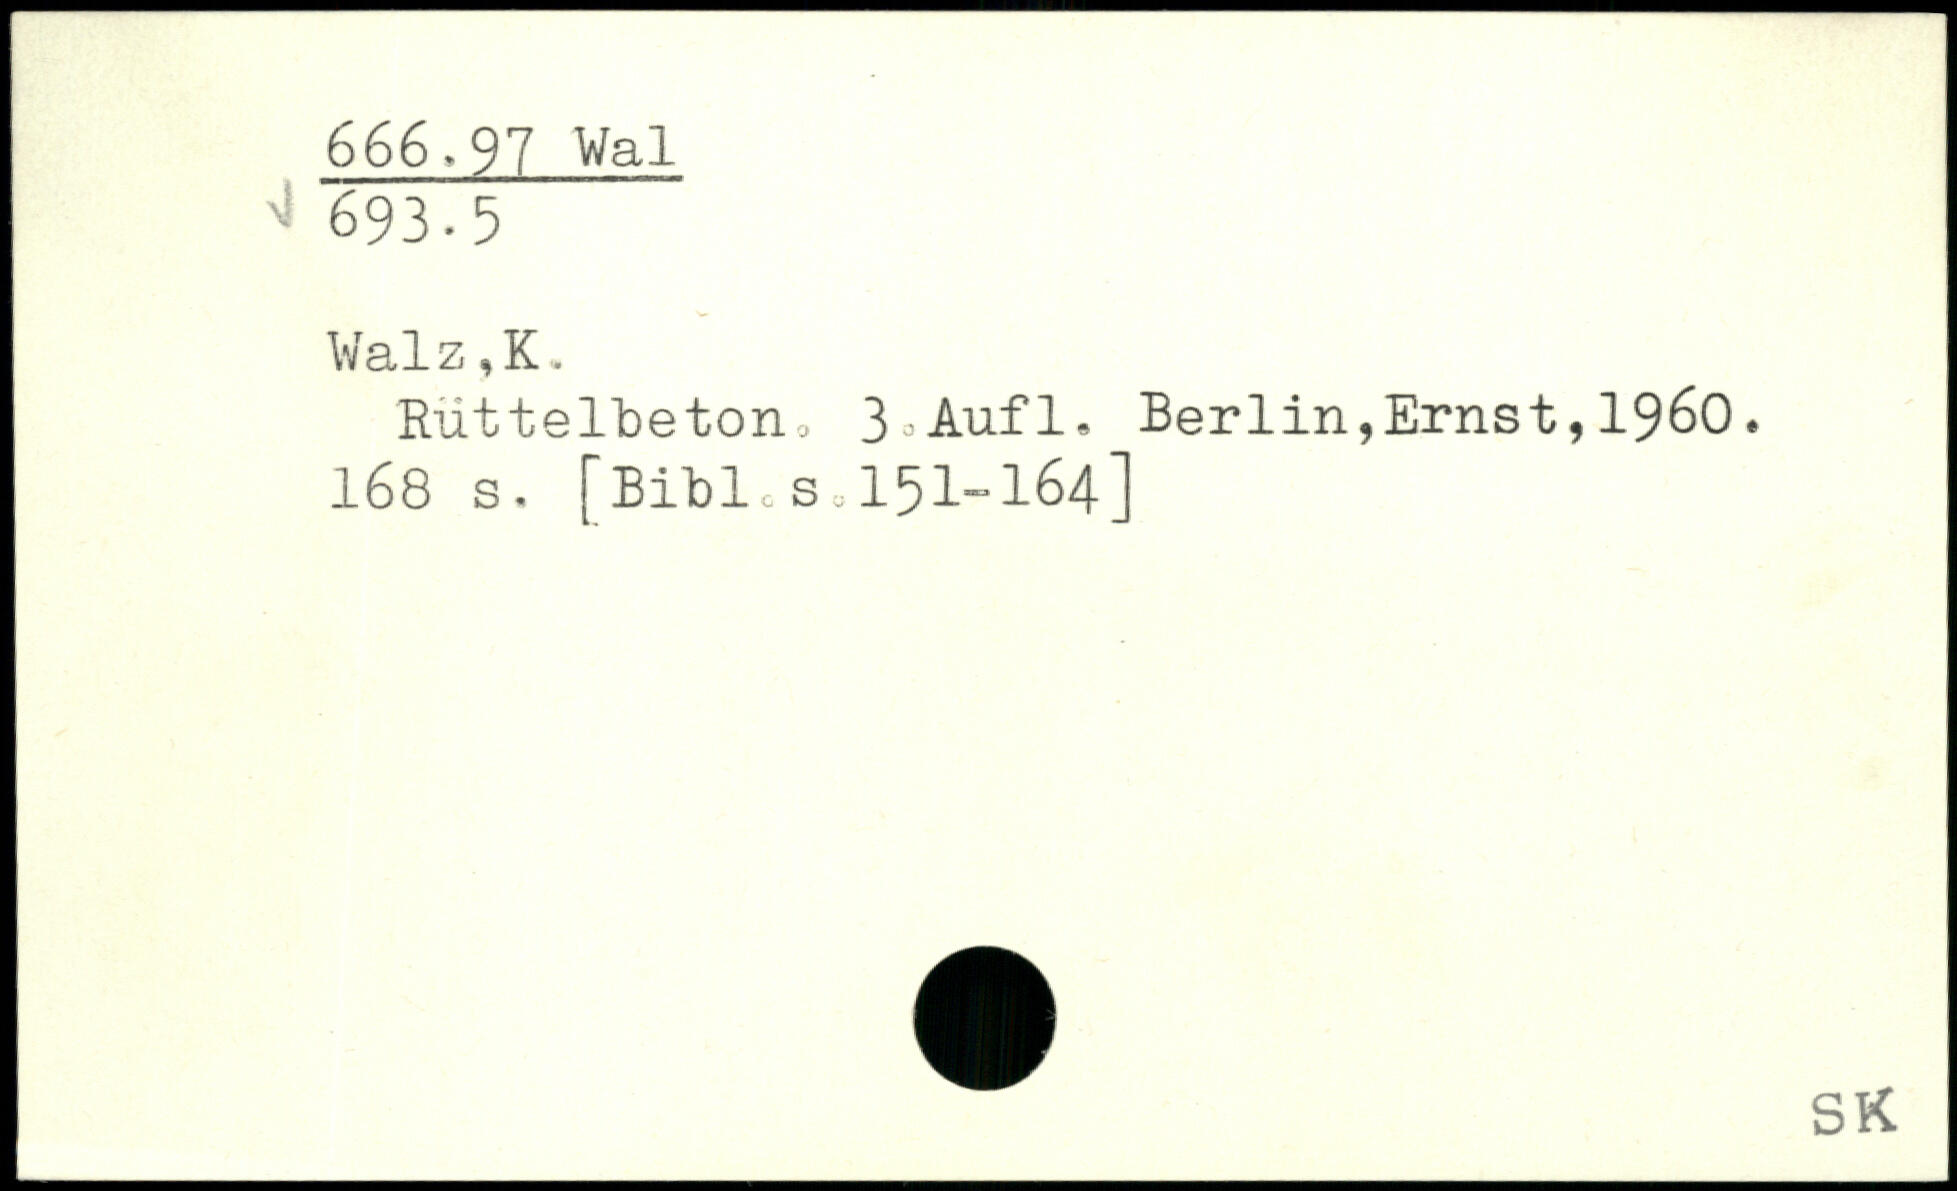 666.97 Wal
693.5
Walz,K.
Rüttelbeton. 3.Aufl. Berlin,Ernst,1960.
168 s. [Bibl.s.151-164]
SK